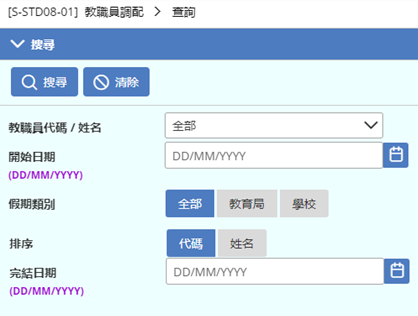 [S-STD08-01] 教職員調配 > 查詢
搜尋
搜尋 清除
教職員代碼 / 姓名 全部
開始日期 DD/MM/YYYY
(DD/MM/YYYY)
假期類別 全部 教育局 學校
排序 代碼 姓名
完結日期 DD/MM/YYYY
(DD/MM/YYYY)